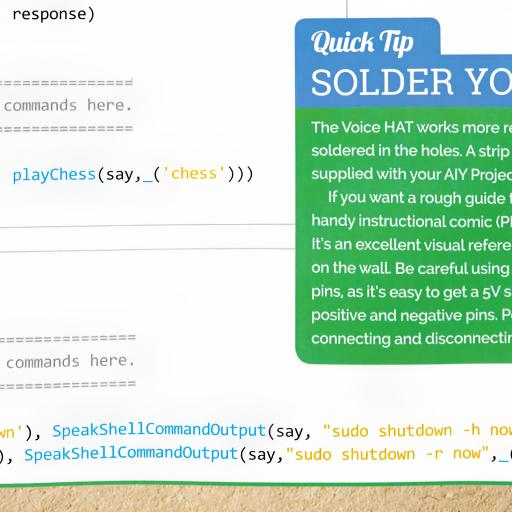 response)
==================
commands here.
==================
playChess(say,_('chess')))
==================
commands here.
==================
wn'), SpeakShellCommandOutput(say, "sudo shutdown -h now
), SpeakShellCommandOutput(say,"sudo shutdown -r now",_(
Quick Tip
SOLDER YO
The Voice HAT works more re
soldered in the holes. A strip
supplied with your AIY Projec
If you want a rough guide t
handy instructional comic (P
It's an excellent visual refere
on the wall. Be careful using
pins, as it's easy to get a 5V s
positive and negative pins. P
connecting and disconnectin